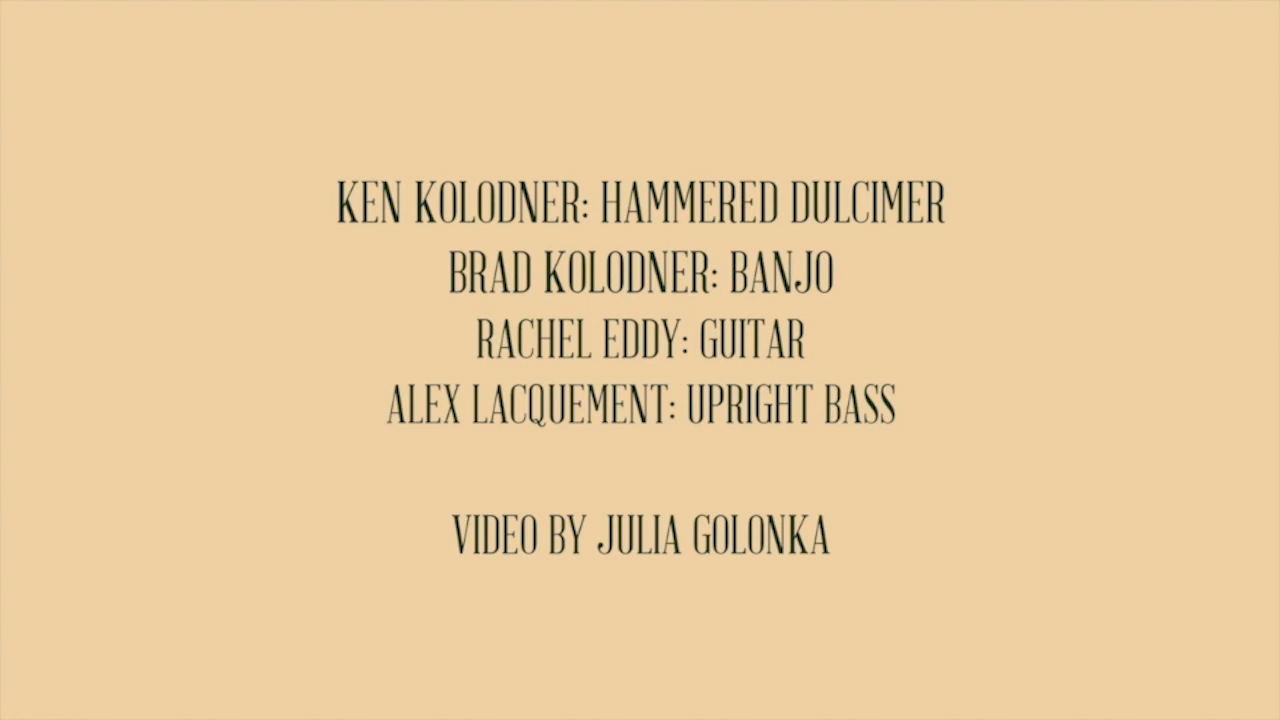 KEN KOLODNER: HAMMERED DULCIMER
BRAD KOLODNER: BANJO
RACHEL EDDY: GUITAR
ALEX LACQUEMENT: UPRIGHT BASS
VIDEO BY JULIA GOLONKA